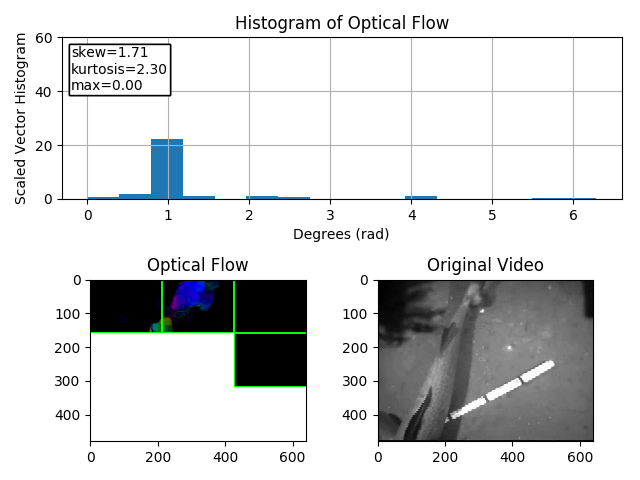 Histogram of Optical Flow
60
40
20
0
Scaled Vector Histogram
skew=1.71
kurtosis=2.30
max=0.00
0 1 2 3 4 5 6
Degrees (rad)
Optical Flow
0
100
200
300
400
0 200 400 600
Original Video
0
100
200
300
400
0 200 400 600